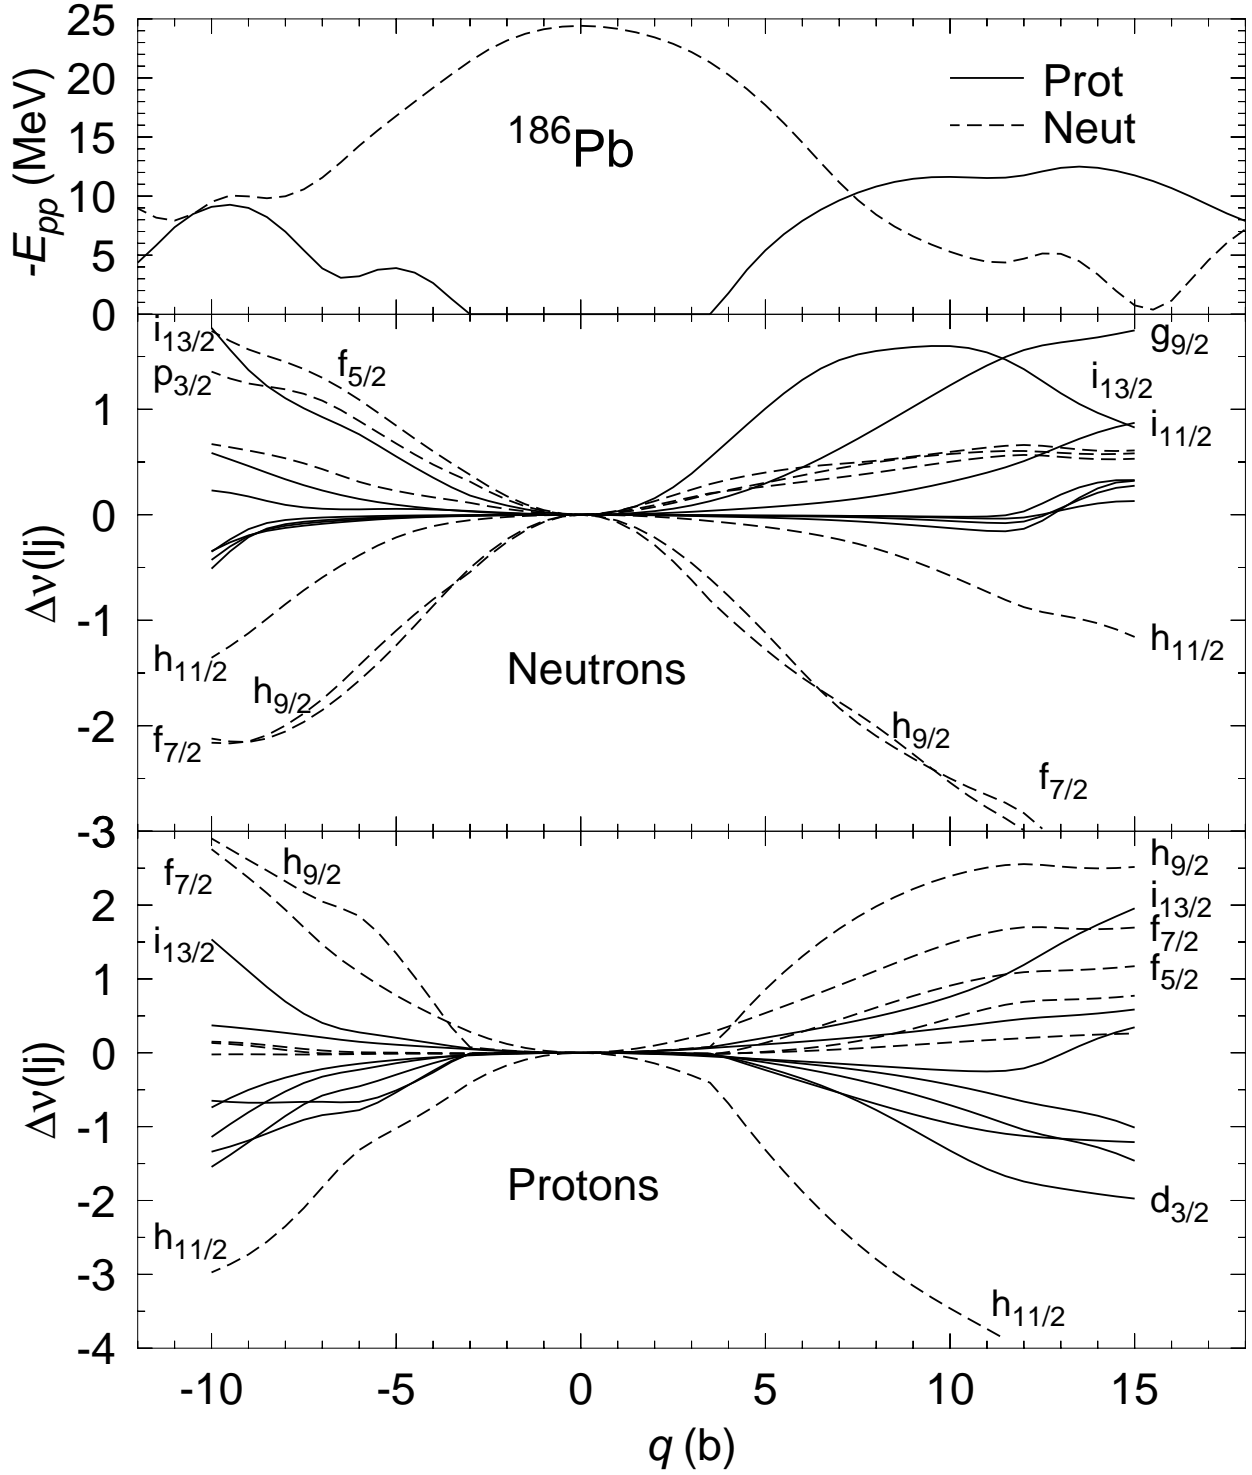 25
20
15
10
5
0
-E_pp (MeV)
186Pb
Prot
Neut
i13/2
p3/2
f5/2
g9/2
i13/2
i11/2
1
0
-1
-2
-3
Δν(lj)
h11/2
h9/2
f7/2
Neutrons
h11/2
h9/2
f7/2
2
1
0
-1
-2
-3
-4
Δν(lj)
f7/2
h9/2
i13/2
h11/2
Protons
h9/2
i13/2
f7/2
f5/2
d3/2
h11/2
-10
-5
0
5
10
15
q (b)